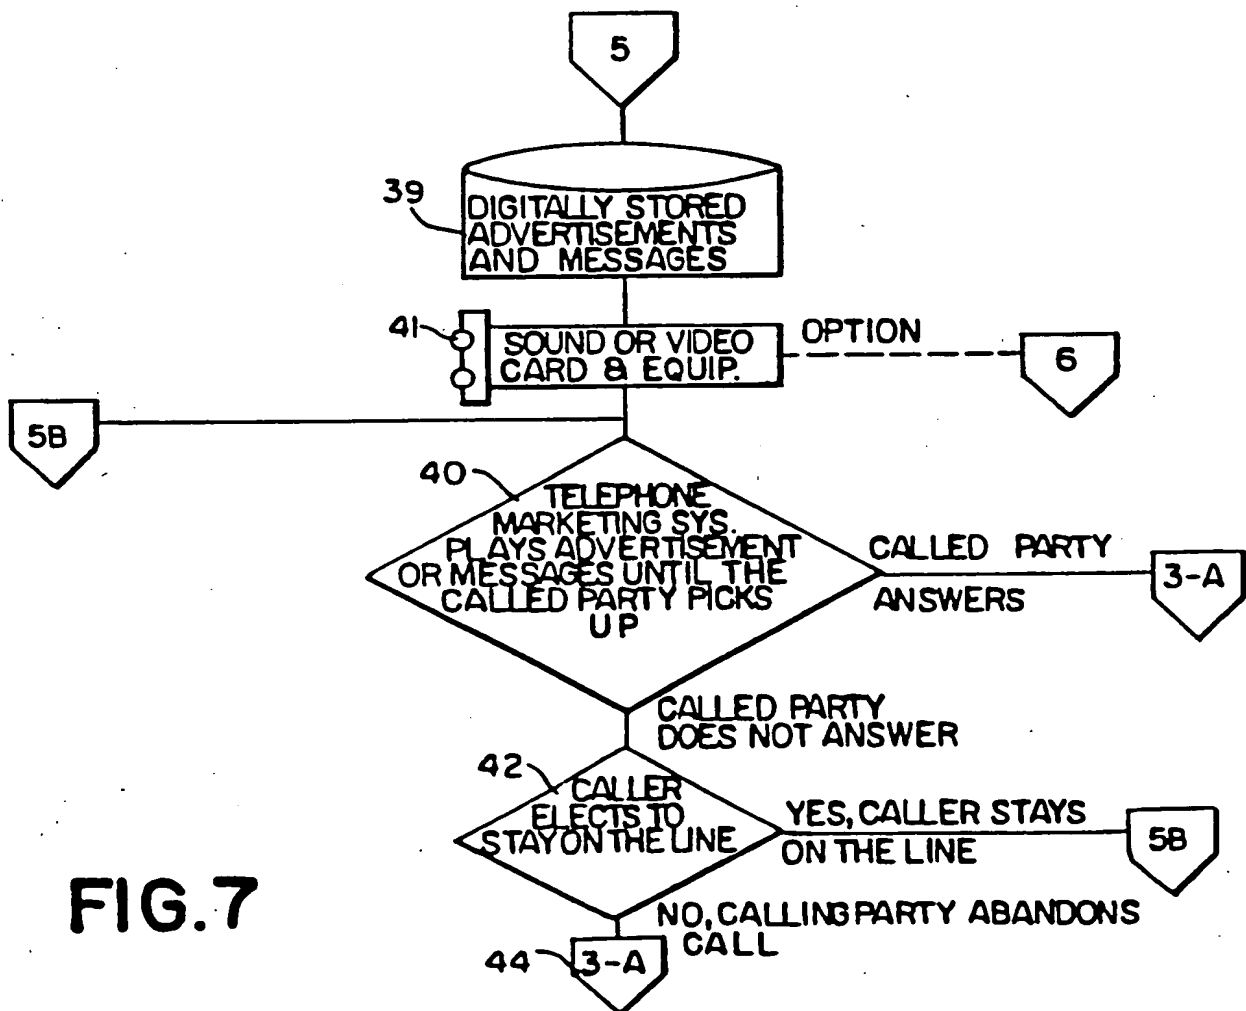 5
39
DIGITALLY STORED
ADVERTISEMENTS
AND MESSAGES
41
SOUND OR VIDEO
CARD & EQUIP.
OPTION
6
5B
40
TELEPHONE
MARKETING SYS.
PLAYS ADVERTISEMENT
OR MESSAGES UNTIL THE
CALLED PARTY PICKS
UP
CALLED PARTY
ANSWERS
3-A
CALLED PARTY
DOES NOT ANSWER
42
CALLER
ELECTS TO
STAY ON THE LINE
YES, CALLER STAYS
ON THE LINE
5B
NO, CALLING PARTY ABANDONS
CALL
44
3-A
FIG.7